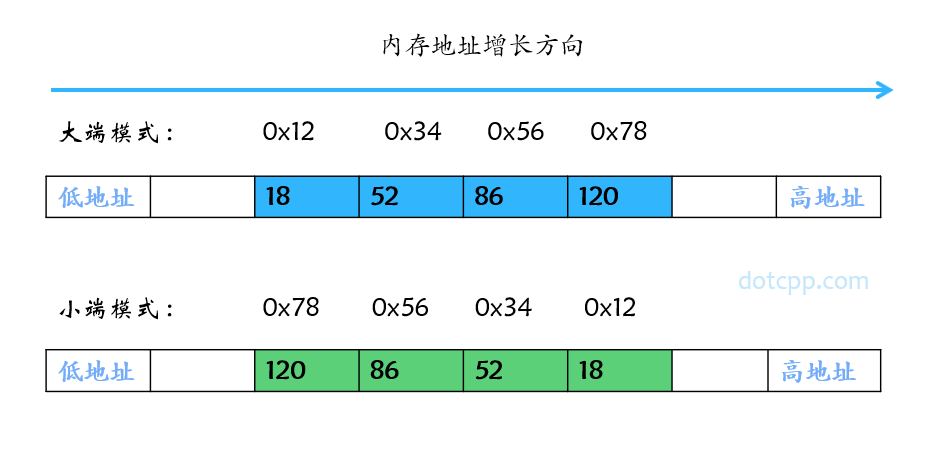 内存地址增长方向
大端模式： 0x12 0x34 0x56 0x78
低地址 18 52 86 120 高地址
dotcpp.com
小端模式： 0x78 0x56 0x34 0x12
低地址 120 86 52 18 高地址